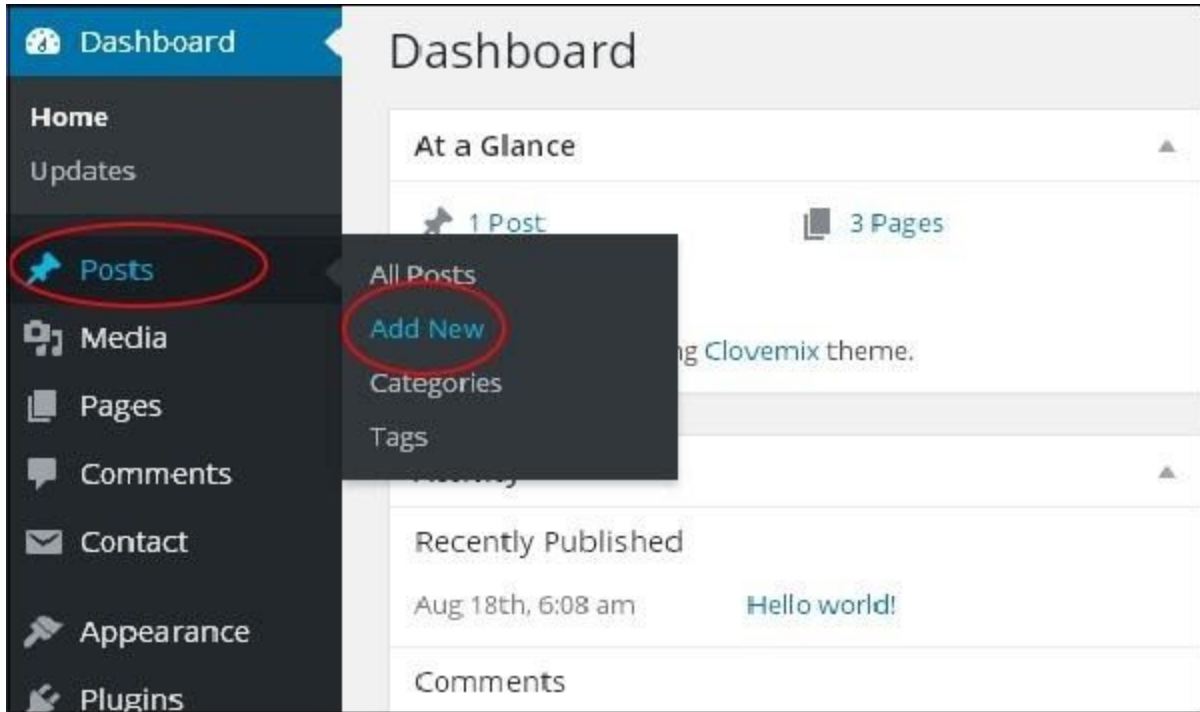 Dashboard
Home
Updates
Posts
Media
Pages
Comments
Contact
Appearance
Plugins
All Posts
Add New
Categories
Tags
Dashboard
At a Glance
1 Post
3 Pages
Clovemix theme.
Recently Published
Aug 18th, 6:08 am
Hello world!
Comments